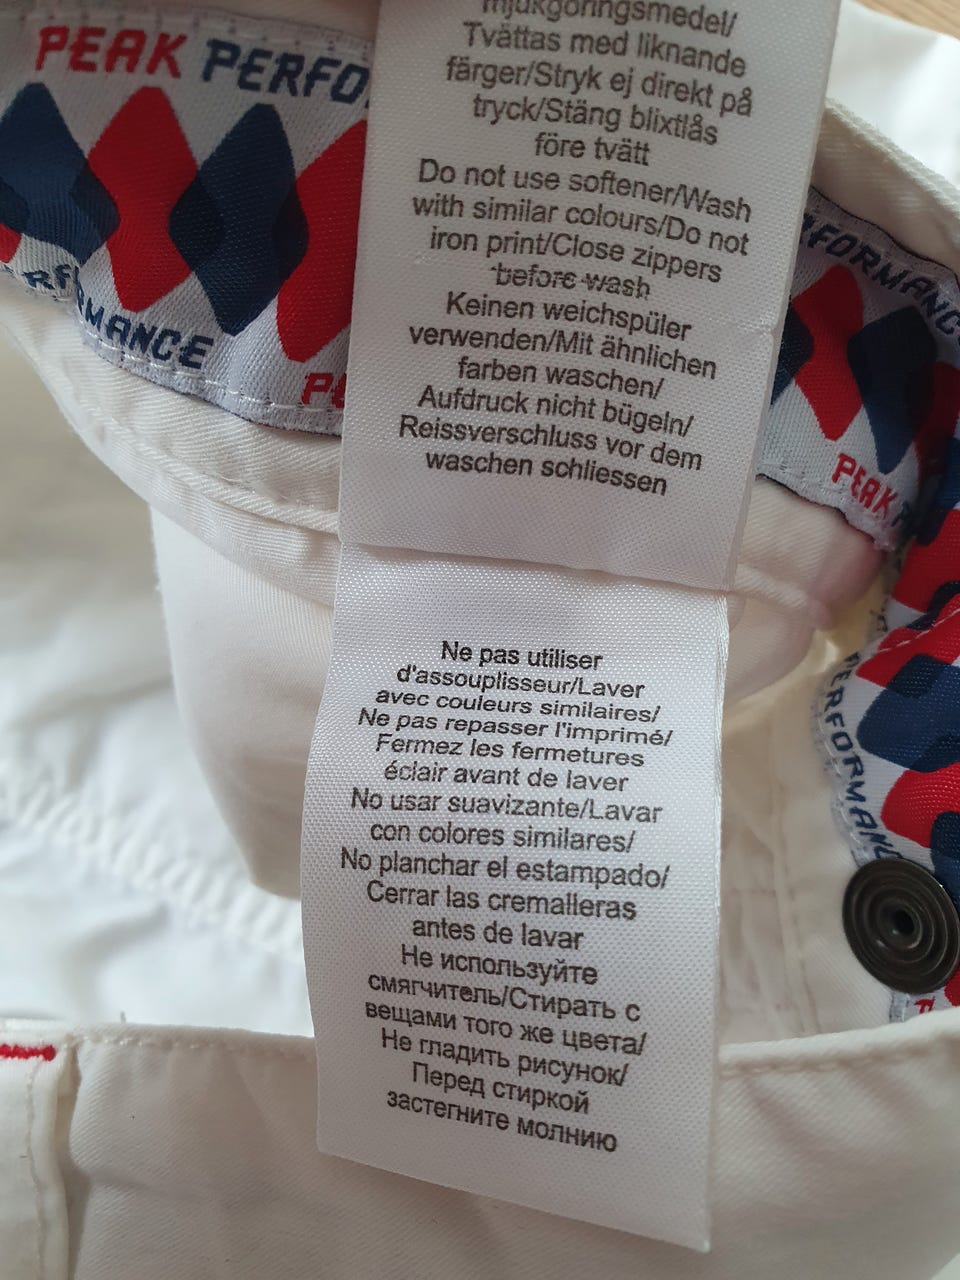 PEAK PERFO
RMANCE
mjukgöringsmedel/
Tvättas med liknande
färger/Stryk ej direkt på
tryck/Stäng blixtlås
före tvätt
Do not use softener/Wash
with similar colours/Do not
iron print/Close zippers
before wash
Keinen weichspüler
verwenden/Mit ähnlichen
farben waschen/
Aufdruck nicht bügeln/
Reissverschluss vor dem
waschen schliessen
Ne pas utiliser
d'assouplisseur/Laver
avec couleurs similaires/
Ne pas repasser l'imprimé/
Fermez les fermetures
éclair avant de laver
No usar suavizante/Lavar
con colores similares/
No planchar el estampado/
Cerrar las cremalleras
antes de lavar
Не используйте
смягчитель/Стирать с
вещами того же цвета/
Не гладить рисунок/
Перед стиркой
застегните молнию
FORMANC
PEAK
PERFORMANC